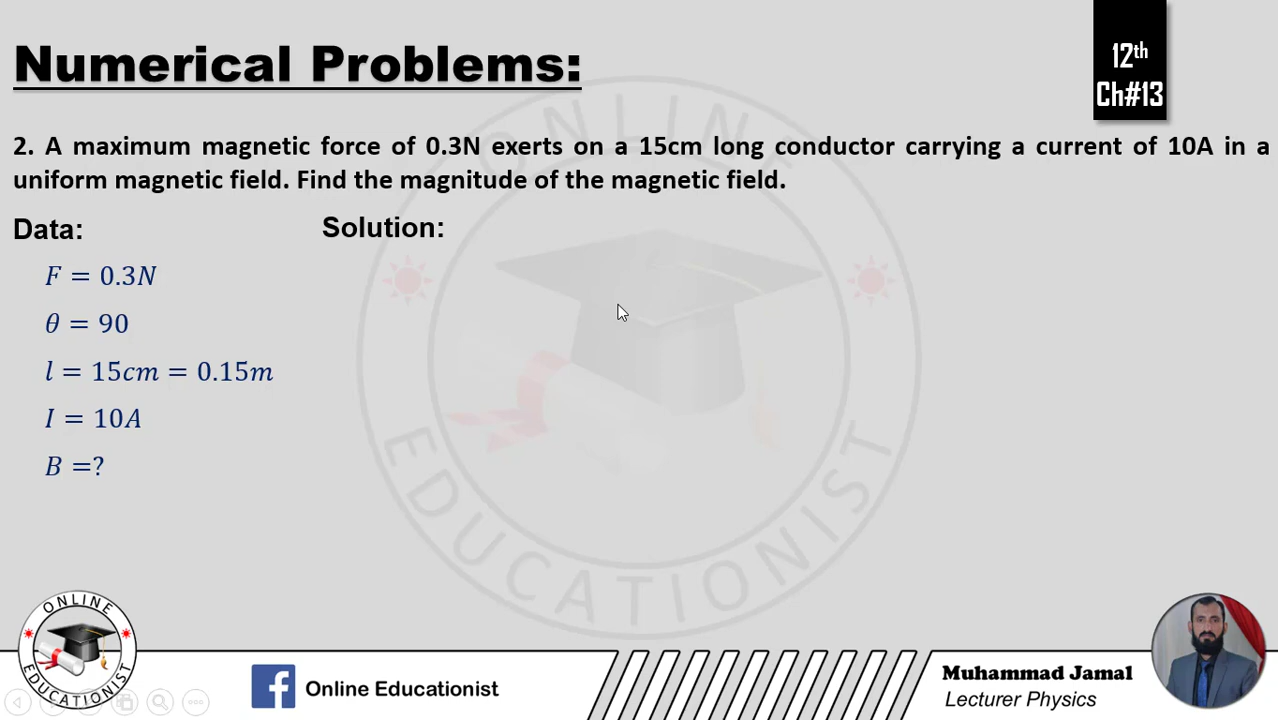 Numerical Problems:
12th
Ch#13
2. A maximum magnetic force of 0.3N exerts on a 15cm long conductor carrying a current of 10A in a
uniform magnetic field. Find the magnitude of the magnetic field.
Data:
Solution:
F = 0.3N
θ = 90
l = 15cm = 0.15m
I = 10A
B =?
ONLINE
EDUCATIONIST
ONLINE
EDUCATIONIST
Online Educationist
Muhammad Jamal
Lecturer Physics